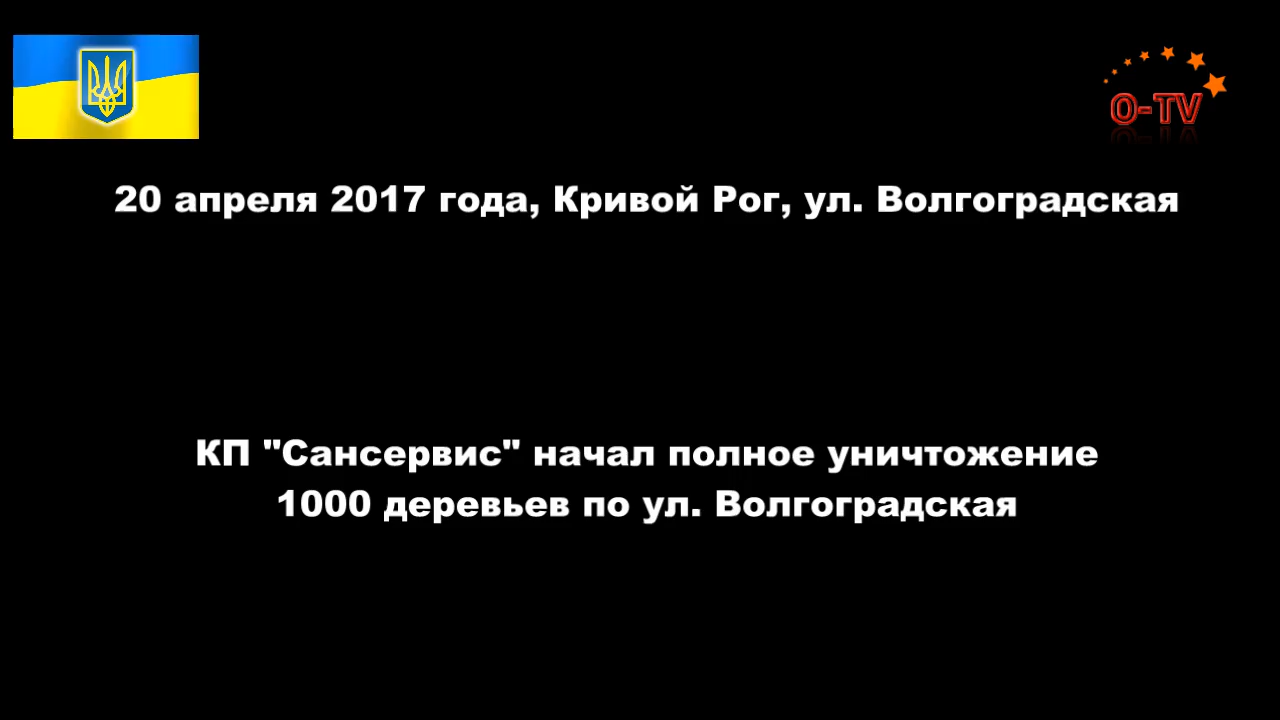 O-TV
20 апреля 2017 года, Кривой Рог, ул. Волгоградская
КП "Сансервис" начал полное уничтожение
1000 деревьев по ул. Волгоградская